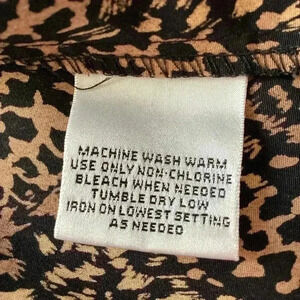 MACHINE WASH WARM
USE ONLY NON-CHLORINE
BLEACH WHEN NEEDED
TUMBLE DRY LOW
IRON ON LOWEST SETTING
AS NEEDED